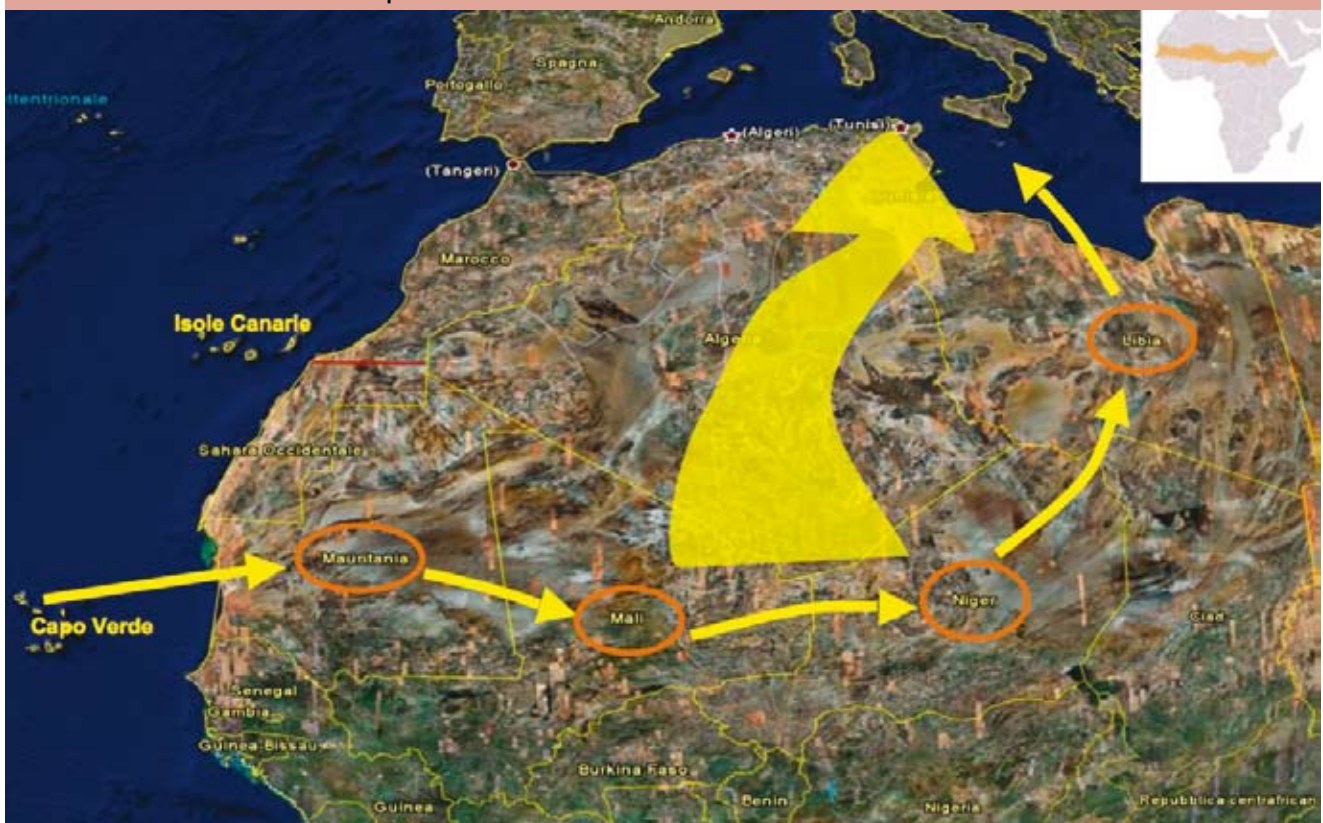 Andorra
Spagna
Portogallo
ttentrionale
(Algeri)
(Tunisi)
(Tangeri)
Marocco
Isole Canarie
Algeria
Libia
Sahara Occidentale
Mauritania
Niger
Mali
Capo Verde
Ciad
Senegal
Gambia
Guinea-Bissau
Burkina Faso
Guinea
Benin
Nigeria
Repubblica centrafrican